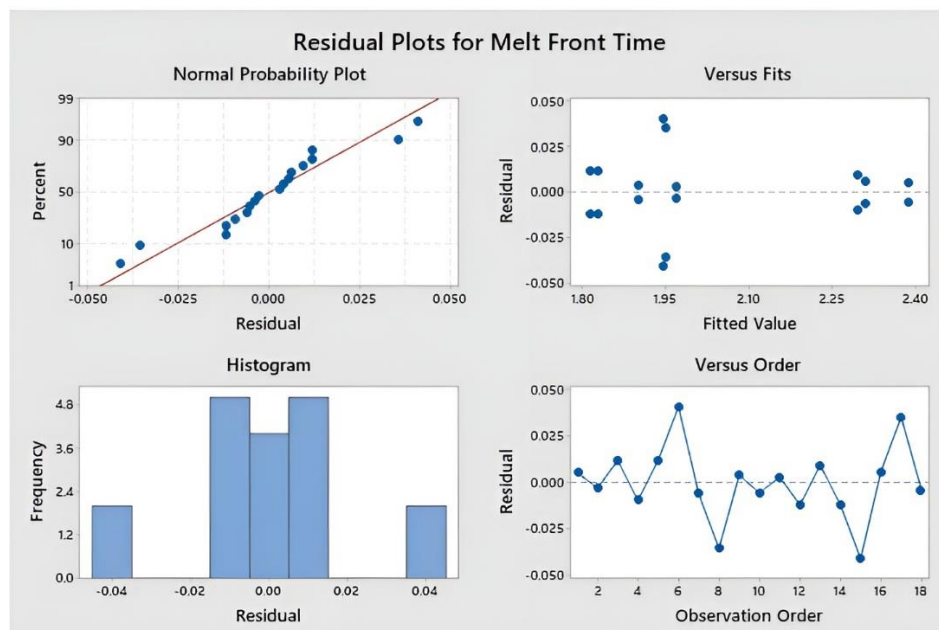 Residual Plots for Melt Front Time
Normal Probability Plot
99
90
50
10
1
Percent
-0.050 -0.025 0.000 0.025 0.050
Residual
Versus Fits
0.050
0.025
0.000
-0.025
-0.050
Residual
1.80 1.95 2.10 2.25 2.40
Fitted Value
Histogram
4.8
3.6
2.4
1.2
0.0
Frequency
-0.04 -0.02 0.00 0.02 0.04
Residual
Versus Order
0.050
0.025
0.000
-0.025
-0.050
Residual
2 4 6 8 10 12 14 16 18
Observation Order